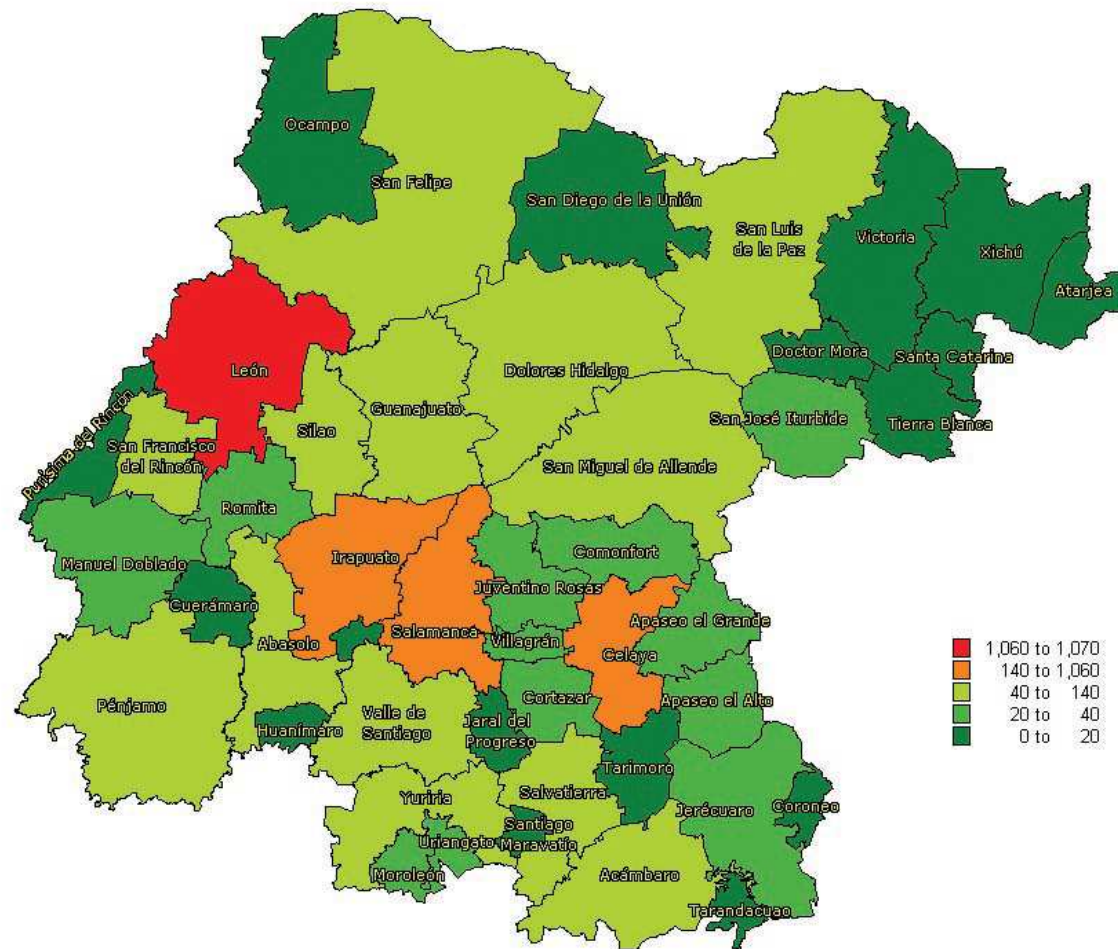 Ocampo
San Felipe
San Diego de la Unión
San Luis
de la Paz
Victoria
Xichú
Atarjea
León
Doctor Mora
Santa Catarina
Dolores Hidalgo
Guanajuato
San José Iturbide
Tierra Blanca
Purísima del Rincón
San Francisco
del Rincón
Silao
San Miguel de Allende
Romita
Manuel Doblado
Irapuato
Comonfort
Juventino Rosas
Cuerámaro
Abasolo
Salamanca
Villagrán
Celaya
Apaseo el Grande
Pénjamo
Cortazar
Apaseo el Alto
Huanímaro
Valle de
Santiago
Jaral del
Progreso
Tarimoro
Yuriria
Salvatierra
Jerécuaro
Coroneo
Santiago
Maravatío
Uriangato
Moroleón
Acámbaro
Tarandacuao
1,060 to 1,070
140 to 1,060
40 to 140
20 to 40
0 to 20